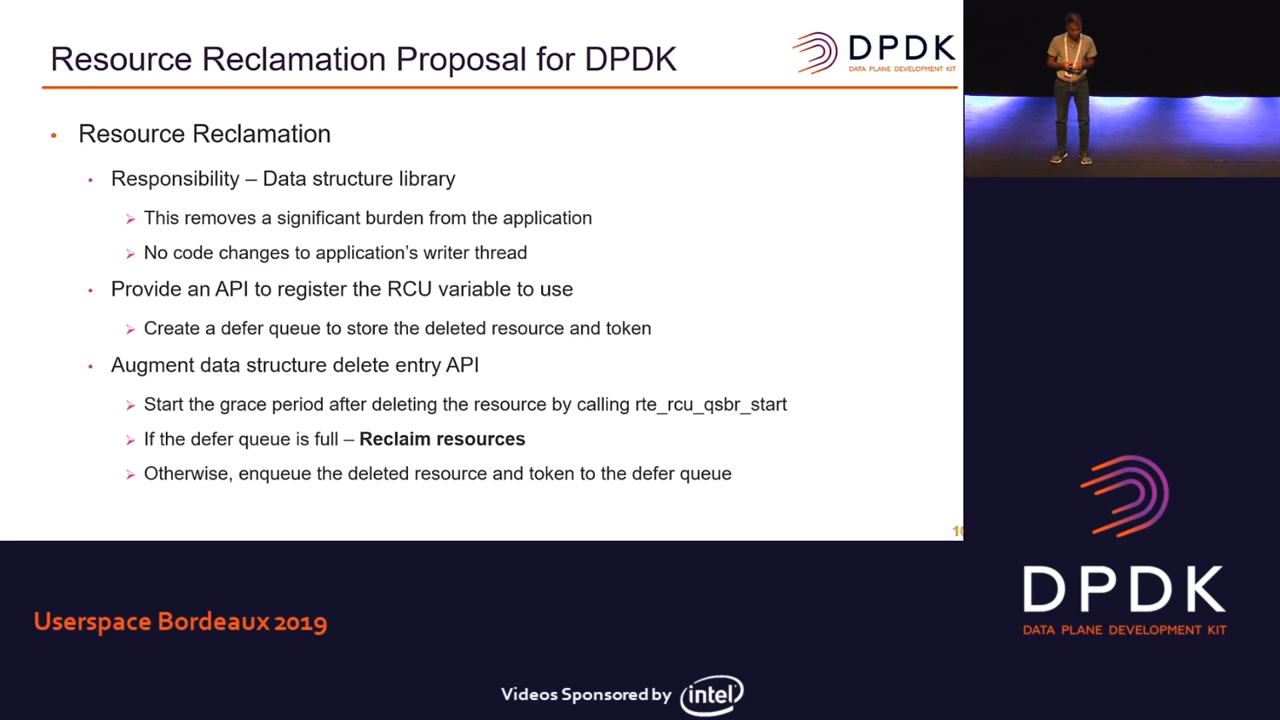 Resource Reclamation Proposal for DPDK
DPDK
DATA PLANE DEVELOPMENT KIT
• Resource Reclamation
• Responsibility – Data structure library
➢ This removes a significant burden from the application
➢ No code changes to application’s writer thread
• Provide an API to register the RCU variable to use
➢ Create a defer queue to store the deleted resource and token
• Augment data structure delete entry API
➢ Start the grace period after deleting the resource by calling rte_rcu_qsbr_start
➢ If the defer queue is full – Reclaim resources
➢ Otherwise, enqueue the deleted resource and token to the defer queue
DPDK
DATA PLANE DEVELOPMENT KIT
Userspace Bordeaux 2019
Videos Sponsored by intel